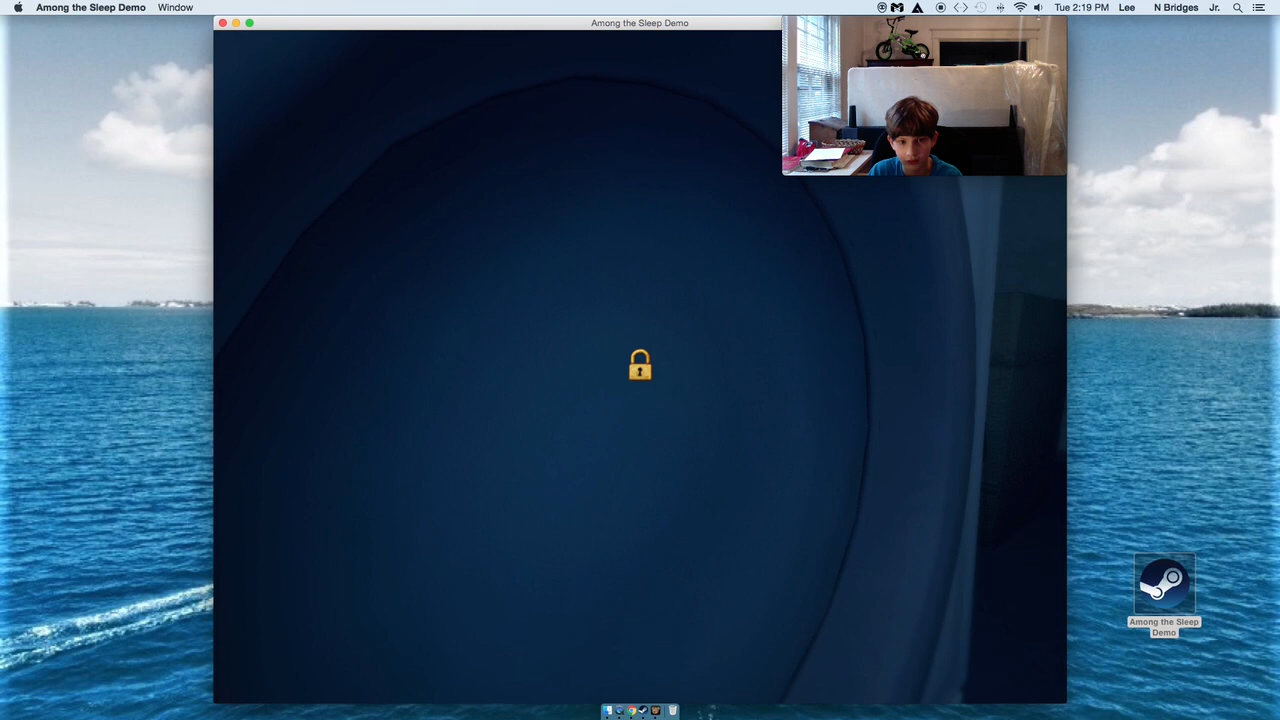 Among the Sleep Demo Window Tue 2:19 PM Lee N Bridges Jr.
Among the Sleep Demo
Among the Sleep
Demo